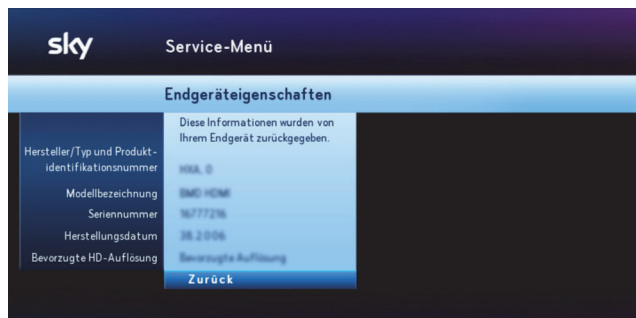 sky
Service-Menü
Endgeräteigenschaften
Diese Informationen wurden von
Ihrem Endgerät zurückgegeben.
Hersteller/Typ und Produkt-
identifikationsnummer
HXA, 0
Modellbezeichnung BMD HDMI
Seriennummer 16777216
Herstellungsdatum 38.2006
Bevorzugte HD-Auflösung Bevorzugte Auflösung
Zurück